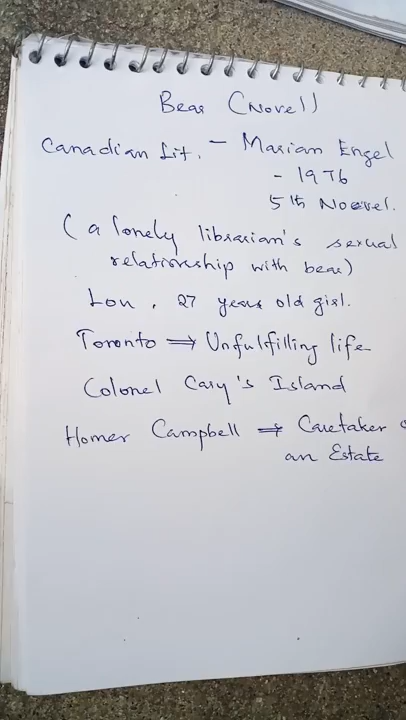 Bear (Novel)
Canadian Lit. - Marian Engel
- 1976
5th Novel.
(a lonely librarian's sexual
relationship with bear)
Lou, 27 years old girl.
Toronto ⇒ Unfulfilling life
Colonel Cary's Island
Homer Campbell ⇒ Caretaker
an Estate